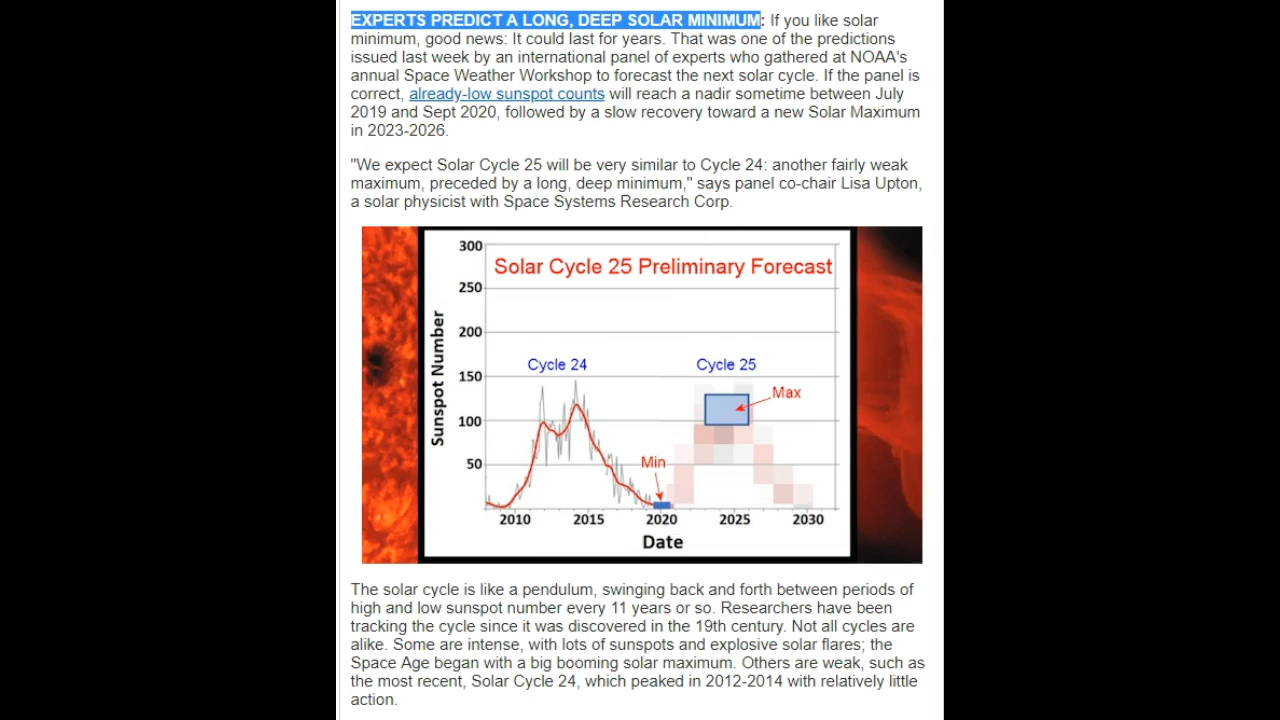 EXPERTS PREDICT A LONG, DEEP SOLAR MINIMUM: If you like solar
minimum, good news: It could last for years. That was one of the predictions
issued last week by an international panel of experts who gathered at NOAA's
annual Space Weather Workshop to forecast the next solar cycle. If the panel is
correct, already-low sunspot counts will reach a nadir sometime between July
2019 and Sept 2020, followed by a slow recovery toward a new Solar Maximum
in 2023-2026.
"We expect Solar Cycle 25 will be very similar to Cycle 24: another fairly weak
maximum, preceded by a long, deep minimum," says panel co-chair Lisa Upton,
a solar physicist with Space Systems Research Corp.
Solar Cycle 25 Preliminary Forecast
Sunspot Number
300
250
200
150
100
50
Cycle 24
Cycle 25
Max
Min
2010 2015 2020 2025 2030
Date
The solar cycle is like a pendulum, swinging back and forth between periods of
high and low sunspot number every 11 years or so. Researchers have been
tracking the cycle since it was discovered in the 19th century. Not all cycles are
alike. Some are intense, with lots of sunspots and explosive solar flares; the
Space Age began with a big booming solar maximum. Others are weak, such as
the most recent, Solar Cycle 24, which peaked in 2012-2014 with relatively little
action.